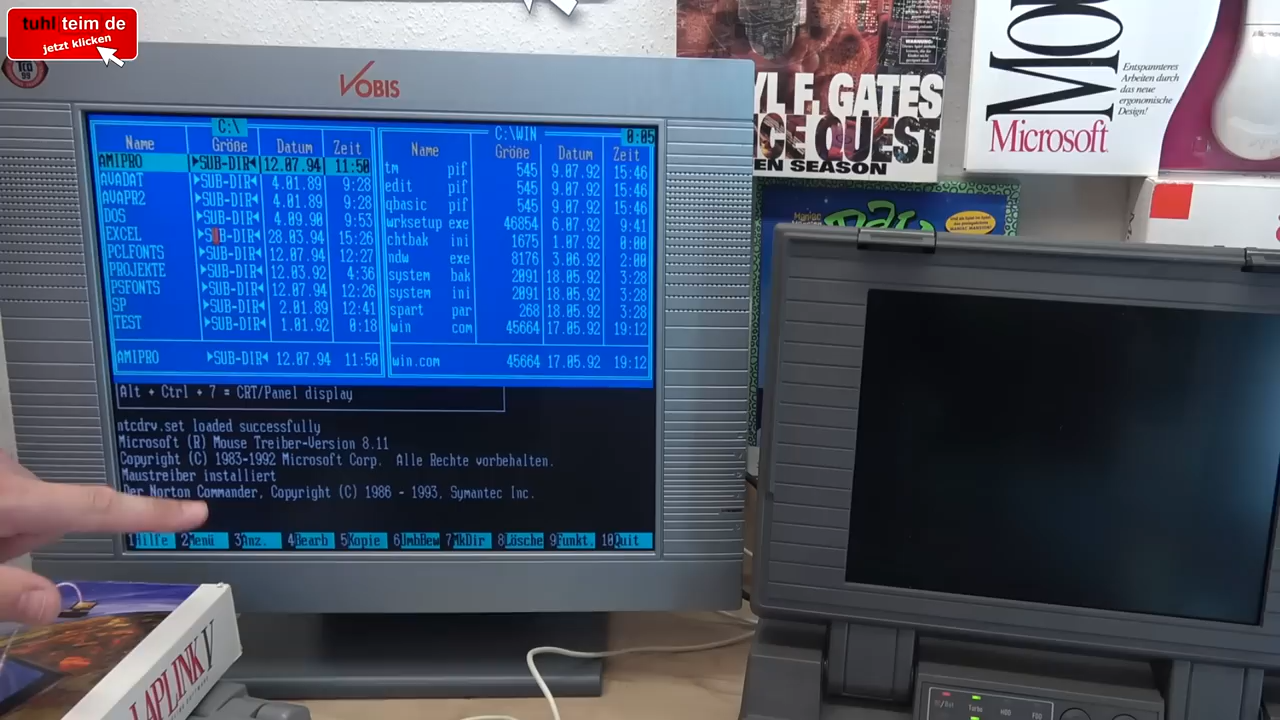 tuhl teim de
jetzt klicken
TCO
99
VOBIS
C:\
Name Größe Datum Zeit
AMIPRO ►SUB-DIR◄ 12.07.94 11:50
AVADAT ►SUB-DIR◄ 4.01.89 9:28
AVAPR2 ►SUB-DIR◄ 4.01.89 9:28
DOS ►SUB-DIR◄ 4.09.90 9:53
EXCEL ►SUB-DIR◄ 28.03.94 15:26
PCLFONTS ►SUB-DIR◄ 12.07.94 12:27
PROJEKTE ►SUB-DIR◄ 12.03.92 4:36
PSFONTS ►SUB-DIR◄ 12.07.94 12:26
SP ►SUB-DIR◄ 2.01.89 12:41
TEST ►SUB-DIR◄ 1.01.92 0:18
AMIPRO ►SUB-DIR◄ 12.07.94 11:50
C:\WIN 0:05
Name Größe Datum Zeit
tm pif 545 9.07.92 15:46
edit pif 545 9.07.92 15:46
qbasic pif 545 9.07.92 15:46
wrksetup exe 46854 6.07.92 9:41
chtbak ini 1675 1.07.92 0:00
ndw exe 8176 3.06.92 2:00
system bak 2091 18.05.92 3:28
system ini 2091 18.05.92 3:28
spart par 268 18.05.92 3:28
win com 45664 17.05.92 19:12
win.com 45664 17.05.92 19:12
Alt + Ctrl + 7 = CRT/Panel display
ntcdrv.set loaded successfully
Microsoft (R) Mouse Treiber-Version 8.11
Copyright (C) 1983-1992 Microsoft Corp. Alle Rechte vorbehalten.
Maustreiber installiert
Der Norton Commander, Copyright (C) 1986 - 1993, Symantec Inc.
1Hilfe 2Menü 3Anz. 4Bearb 5Kopie 6UmbBew 7MkDir 8Lösche 9Funkt. 10Quit
WARNUNG:
YL F. GATES
CE QUEST
EN SEASON
Mou
Microsoft
Entspannteres
Arbeiten durch
das neue
ergonomische
Design!
Maniac
LAPLINK V
Turbo HDD FDD